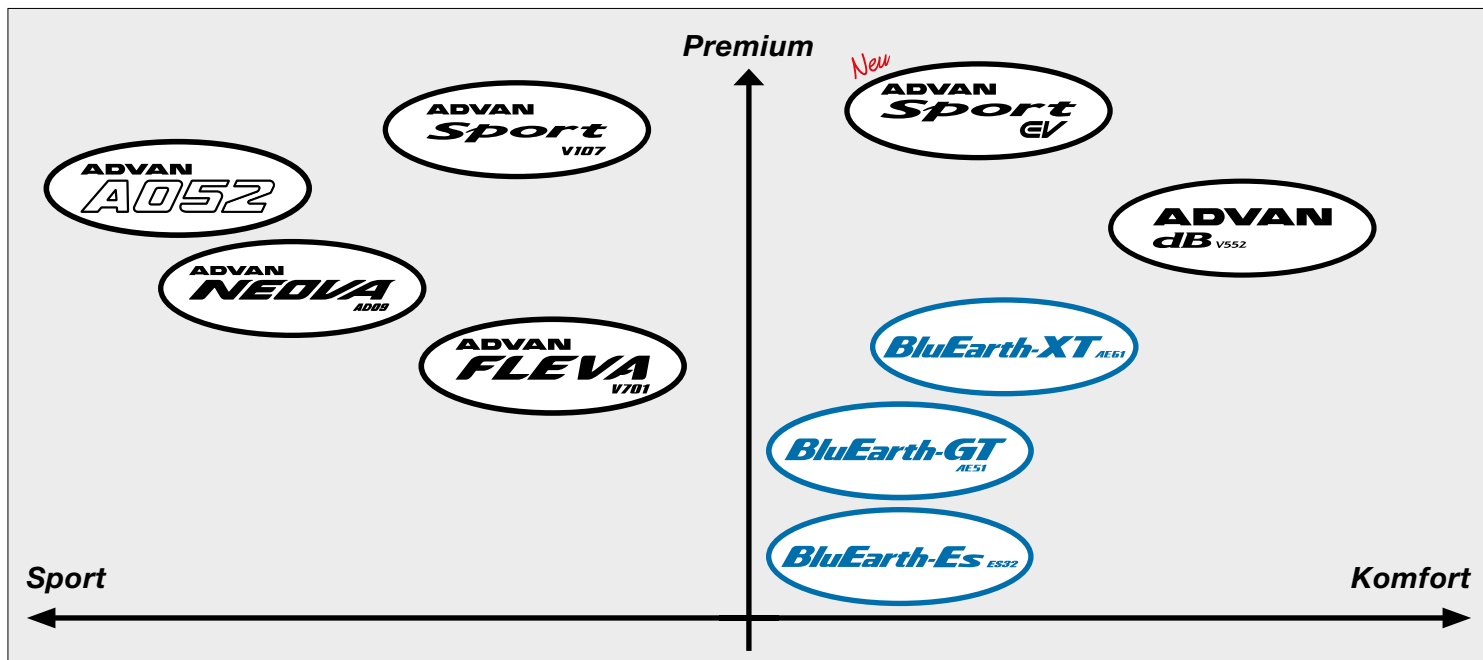 Premium
Neu
ADVAN
Sport
EV
ADVAN
Sport
V107
ADVAN
A052
ADVAN
dB V552
ADVAN
NEOVA
AD09
ADVAN
FLEVA
V701
BluEarth-XT AE61
BluEarth-GT
AE51
BluEarth-Es ES32
Sport
Komfort